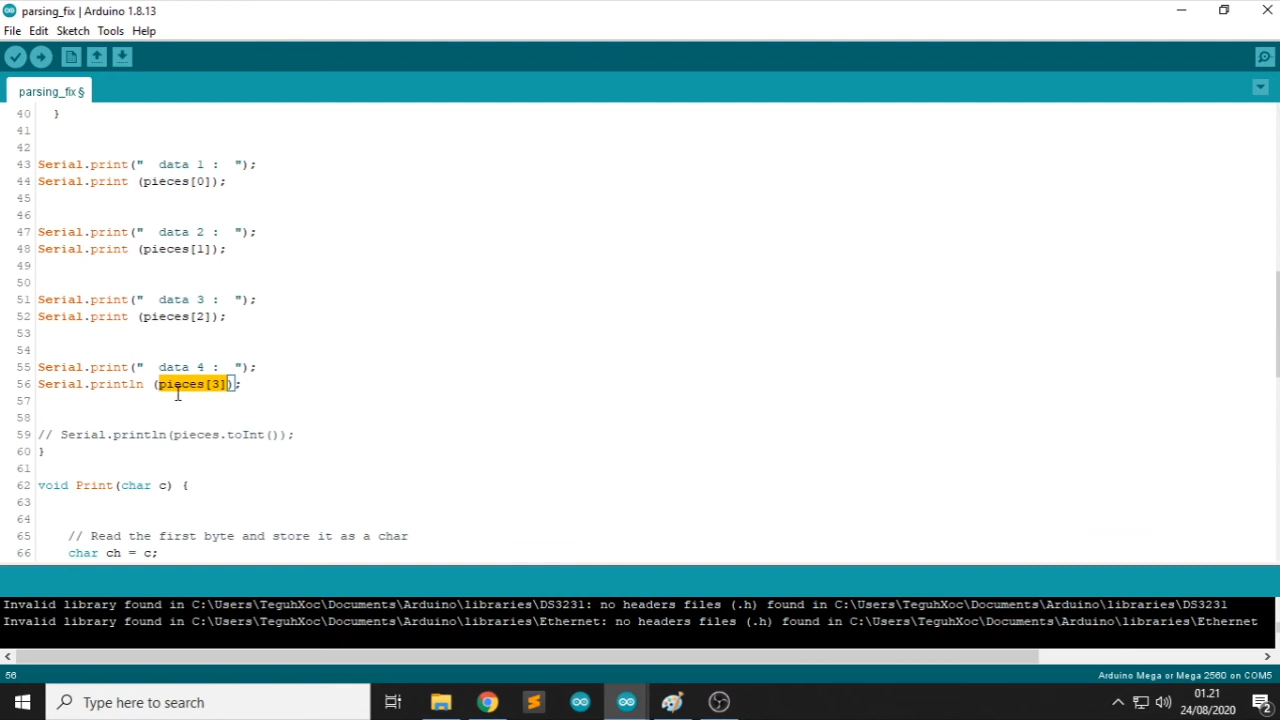 parsing_fix | Arduino 1.8.13
File Edit Sketch Tools Help
parsing_fix§
40 }
41
42
43 Serial.print("  data 1 :  ");
44 Serial.print (pieces[0]);
45
46
47 Serial.print("  data 2 :  ");
48 Serial.print (pieces[1]);
49
50
51 Serial.print("  data 3 :  ");
52 Serial.print (pieces[2]);
53
54
55 Serial.print("  data 4 :  ");
56 Serial.println (pieces[3]);
57
58
59 // Serial.println(pieces.toInt());
60 }
61
62 void Print(char c) {
63
64
65 // Read the first byte and store it as a char
66 char ch = c;
Invalid library found in C:\Users\TeguhXoc\Documents\Arduino\libraries\DS3231: no headers files (.h) found in C:\Users\TeguhXoc\Documents\Arduino\libraries\DS3231
Invalid library found in C:\Users\TeguhXoc\Documents\Arduino\libraries\Ethernet: no headers files (.h) found in C:\Users\TeguhXoc\Documents\Arduino\libraries\Ethernet
56 Arduino Mega or Mega 2560 on COM5
Type here to search
01.21
24/08/2020
2